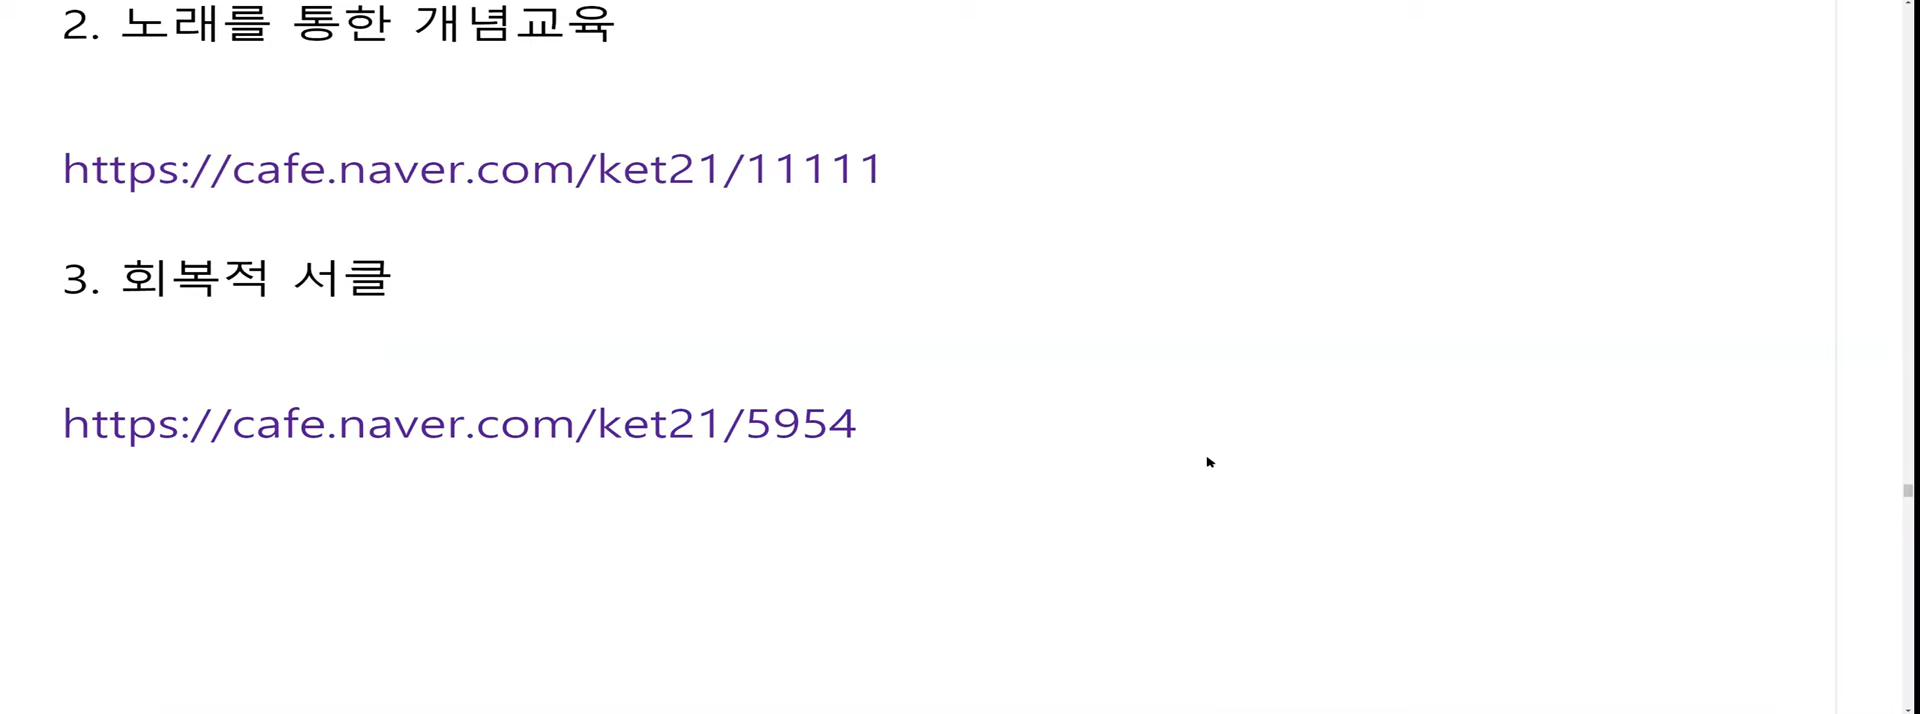 2. 노래를 통한 개념교육
https://cafe.naver.com/ket21/11111
3. 회복적 서클
https://cafe.naver.com/ket21/5954